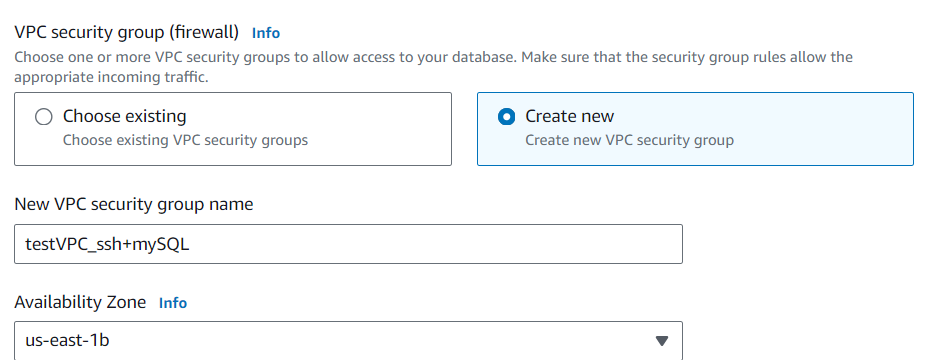 VPC security group (firewall) Info
Choose one or more VPC security groups to allow access to your database. Make sure that the security group rules allow the
appropriate incoming traffic.
Choose existing
Choose existing VPC security groups
Create new
Create new VPC security group
New VPC security group name
testVPC_ssh+mySQL
Availability Zone Info
us-east-1b